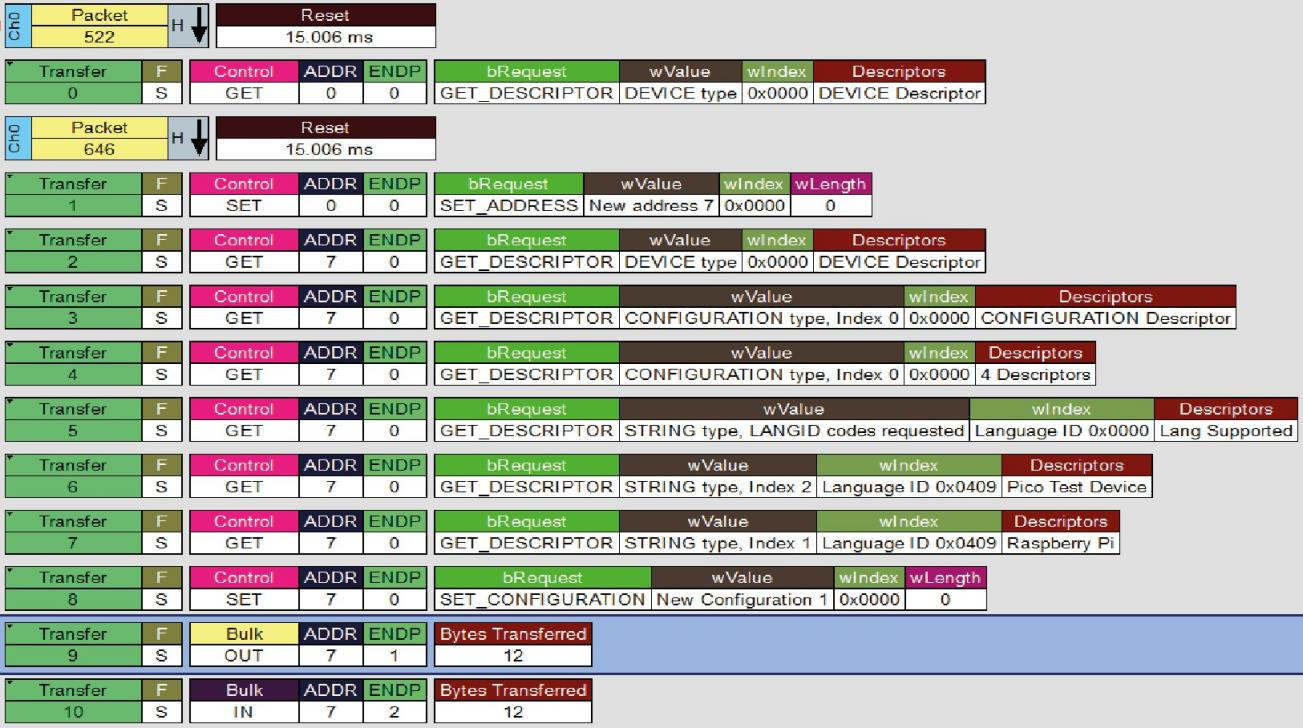 Ch0 Packet H Reset
522 15.006 ms
Transfer F Control ADDR ENDP bRequest wValue wIndex Descriptors
0 S GET 0 0 GET_DESCRIPTOR DEVICE type 0x0000 DEVICE Descriptor
Ch0 Packet H Reset
646 15.006 ms
Transfer F Control ADDR ENDP bRequest wValue wIndex wLength
1 S SET 0 0 SET_ADDRESS New address 7 0x0000 0
Transfer F Control ADDR ENDP bRequest wValue wIndex Descriptors
2 S GET 7 0 GET_DESCRIPTOR DEVICE type 0x0000 DEVICE Descriptor
Transfer F Control ADDR ENDP bRequest wValue wIndex Descriptors
3 S GET 7 0 GET_DESCRIPTOR CONFIGURATION type, Index 0 0x0000 CONFIGURATION Descriptor
Transfer F Control ADDR ENDP bRequest wValue wIndex Descriptors
4 S GET 7 0 GET_DESCRIPTOR CONFIGURATION type, Index 0 0x0000 4 Descriptors
Transfer F Control ADDR ENDP bRequest wValue wIndex Descriptors
5 S GET 7 0 GET_DESCRIPTOR STRING type, LANGID codes requested Language ID 0x0000 Lang Supported
Transfer F Control ADDR ENDP bRequest wValue wIndex Descriptors
6 S GET 7 0 GET_DESCRIPTOR STRING type, Index 2 Language ID 0x0409 Pico Test Device
Transfer F Control ADDR ENDP bRequest wValue wIndex Descriptors
7 S GET 7 0 GET_DESCRIPTOR STRING type, Index 1 Language ID 0x0409 Raspberry Pi
Transfer F Control ADDR ENDP bRequest wValue wIndex wLength
8 S SET 7 0 SET_CONFIGURATION New Configuration 1 0x0000 0
Transfer F Bulk ADDR ENDP Bytes Transferred
9 S OUT 7 1 12
Transfer F Bulk ADDR ENDP Bytes Transferred
10 S IN 7 2 12